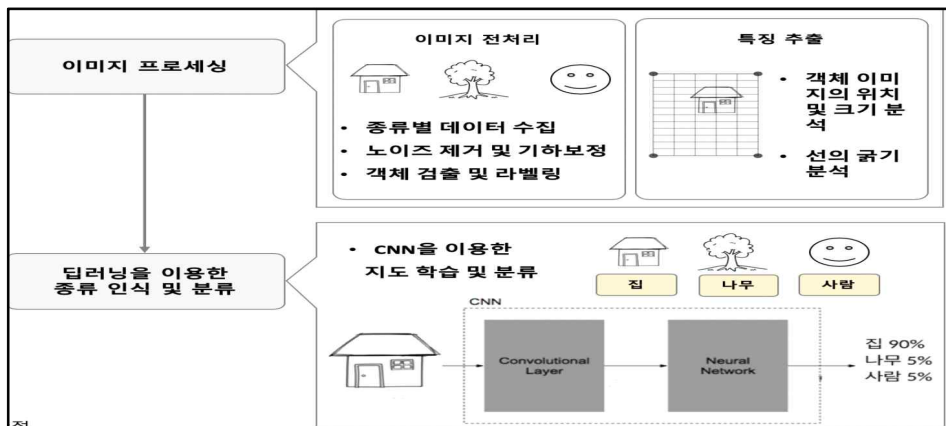 이미지 프로세싱
이미지 전처리
• 종류별 데이터 수집
• 노이즈 제거 및 기하보정
• 객체 검출 및 라벨링
특징 추출
• 객체 이미
지의 위치
및 크기 분
석
• 선의 굵기
분석
딥러닝을 이용한
종류 인식 및 분류
• CNN을 이용한
지도 학습 및 분류
집
나무
사람
CNN
Convolutional
Layer
Neural
Network
집 90%
나무 5%
사람 5%